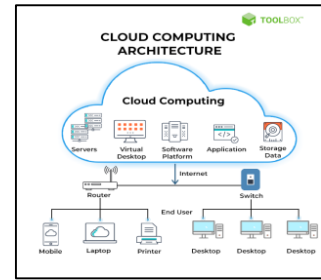 TOOLBOX
CLOUD COMPUTING
ARCHITECTURE
Cloud Computing
Servers
Virtual
Desktop
Software
Platform
Application
Storage
Data
Internet
Router
Switch
End User
Mobile
Laptop
Printer
Desktop
Desktop
Desktop